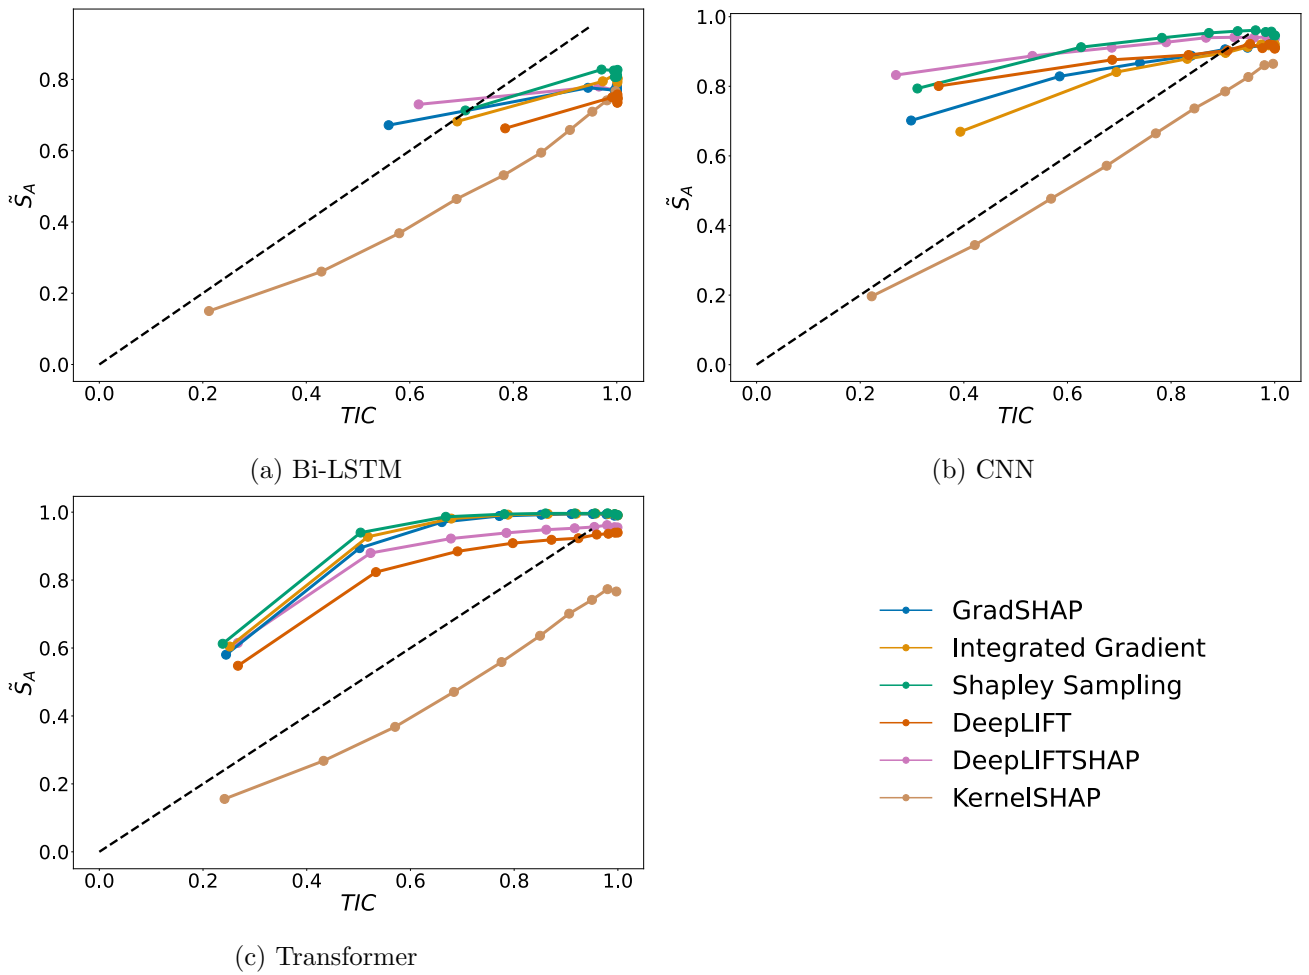 0.8
0.6
0.4
0.2
0.0
S̃_A
0.0 0.2 0.4 0.6 0.8 1.0
TIC
(a) Bi-LSTM
1.0
0.8
0.6
0.4
0.2
0.0
S̃_A
0.0 0.2 0.4 0.6 0.8 1.0
TIC
(b) CNN
1.0
0.8
0.6
0.4
0.2
0.0
S̃_A
0.0 0.2 0.4 0.6 0.8 1.0
TIC
(c) Transformer
GradSHAP
Integrated Gradient
Shapley Sampling
DeepLIFT
DeepLIFTSHAP
KernelSHAP